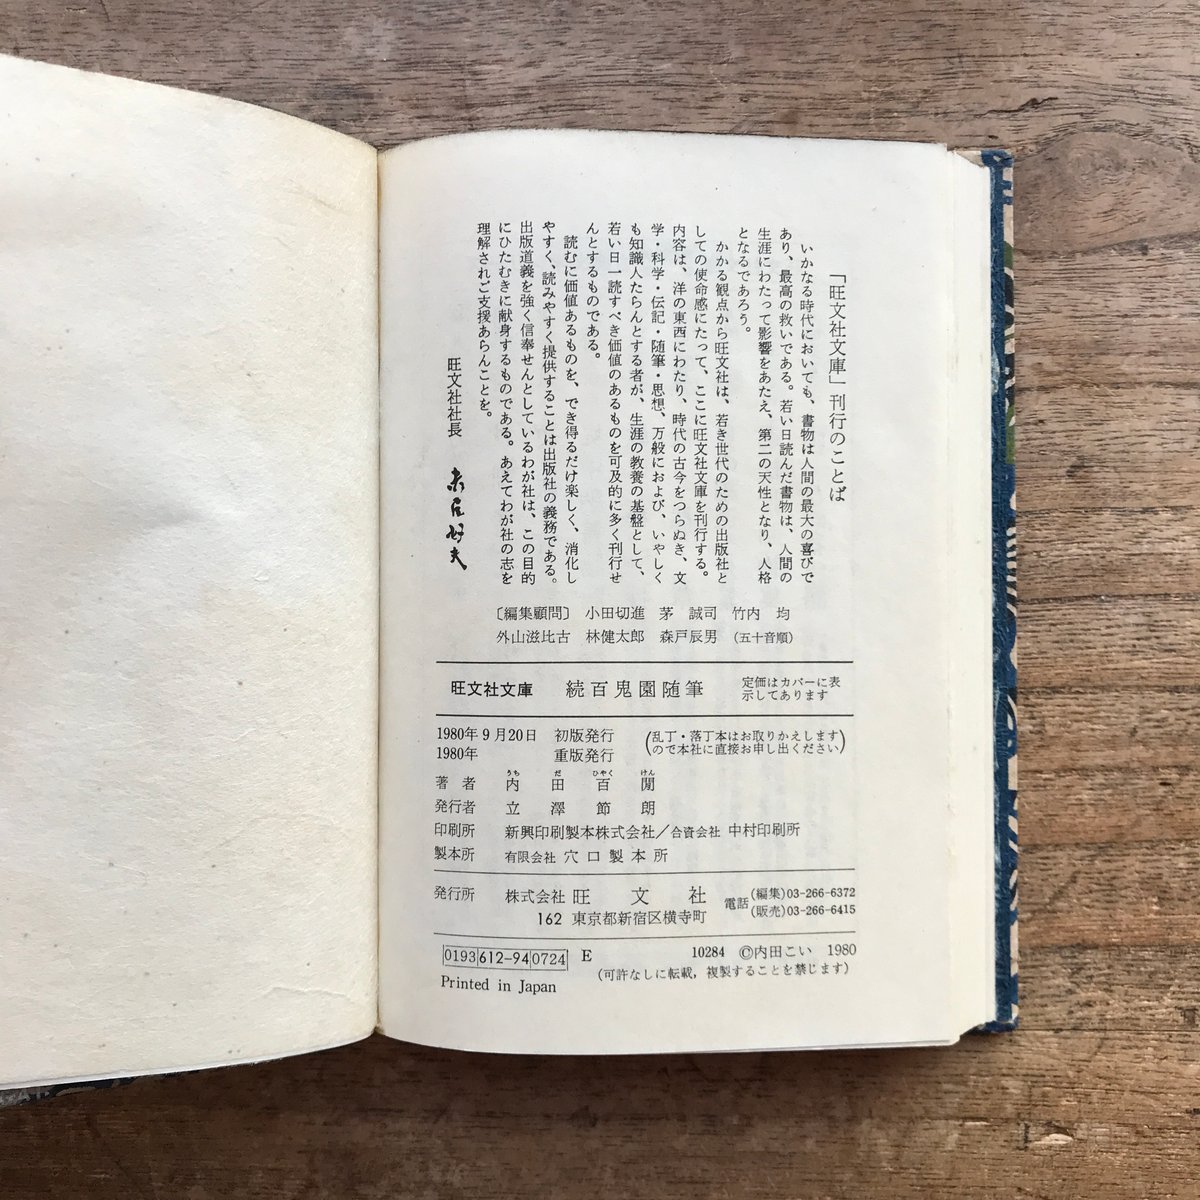 「旺文社文庫」刊行のことば
いかなる時代においても、書物は人間の最大の喜びで
あり、最高の救いである。若い日読んだ書物は、人間の
生涯にわたって影響をあたえ、第二の天性となり、人格
となるであろう。
かかる観点から旺文社は、若き世代のための出版社と
しての使命感にたって、ここに旺文社文庫を刊行する。
内容は、洋の東西にわたり、時代の古今をつらぬき、文
学・科学・伝記・随筆・思想、万般におよび、いやしく
も知識人たらんとする者が、生涯の教養の基盤として、
若い日一読すべき価値のあるものを可及的に多く刊行せ
んとするものである。
読むに価値あるものを、でき得るだけ楽しく、消化し
やすく、読みやすく提供することは出版社の義務である。
出版道義を強く信奉せんとしているわが社は、この目的
にひたむきに献身するものである。あえてわが社の志を
理解されご支援あらんことを。
旺文社社長 赤尾好夫
〔編集顧問〕 小田切進 茅 誠司 竹内 均
外山滋比古 林健太郎 森戸辰男 (五十音順)
旺文社文庫 続百鬼園随筆 定価はカバーに表
示してあります
1980年9月20日 初版発行 (乱丁・落丁本はお取りかえします
1980年 重版発行 ので本社に直接お申し出ください)
うち だ ひやく けん
著者 内田百閒
発行者 立澤節朗
印刷所 新興印刷製本株式会社/合資会社 中村印刷所
製本所 有限会社 穴口製本所
発行所 株式会社 旺文社 電話 (編集)03-266-6372
162 東京都新宿区横寺町 (販売)03-266-6415
0193|612-94|0724 E 10284 ©内田こい 1980
(可許なしに転載,複製することを禁じます)
Printed in Japan